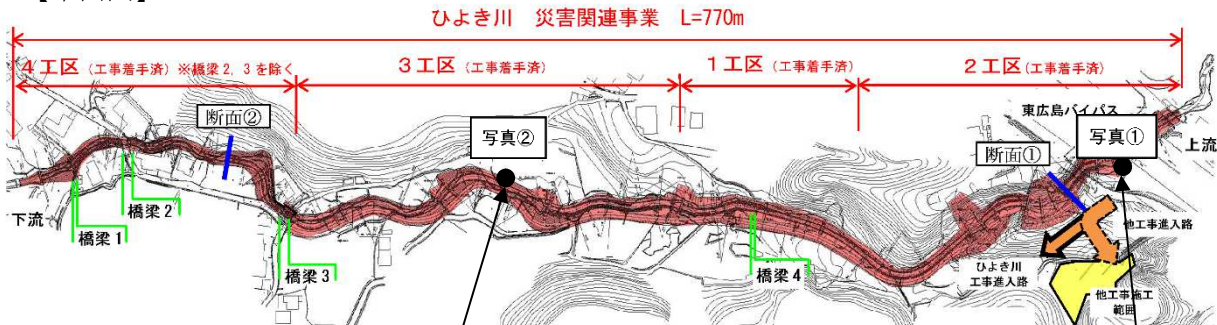 ひよき川 災害関連事業 L=770m
4工区(工事着手済)※橋梁2,3を除く
3工区(工事着手済)
1工区(工事着手済)
2工区(工事着手済)
断面②
写真②
東広島バイパス
写真①
断面①
上流
橋梁2
下流
橋梁1
橋梁3
橋梁4
他工事進入路
ひよき川
工事進入路
他工事施工
範囲